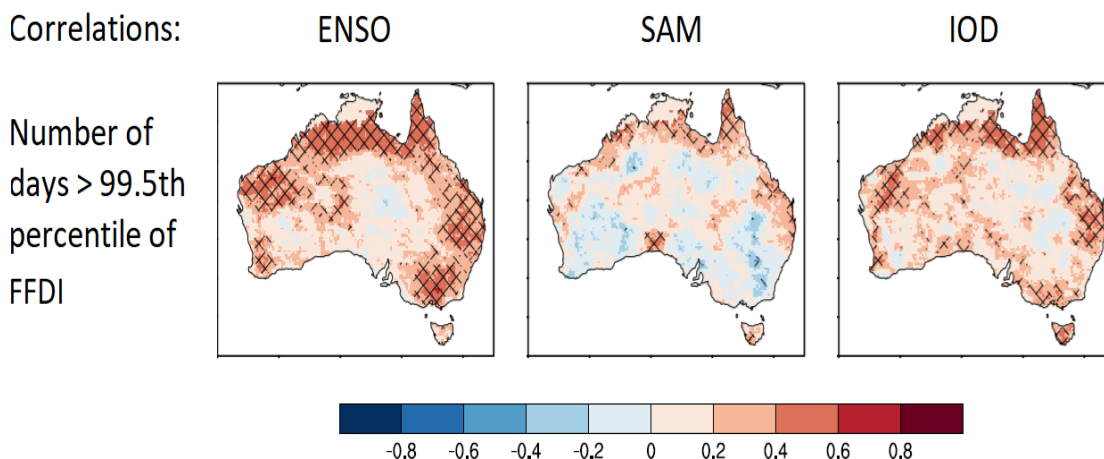 Correlations: ENSO SAM IOD
Number of
days > 99.5th
percentile of
FFDI
-0.8 -0.6 -0.4 -0.2 0 0.2 0.4 0.6 0.8